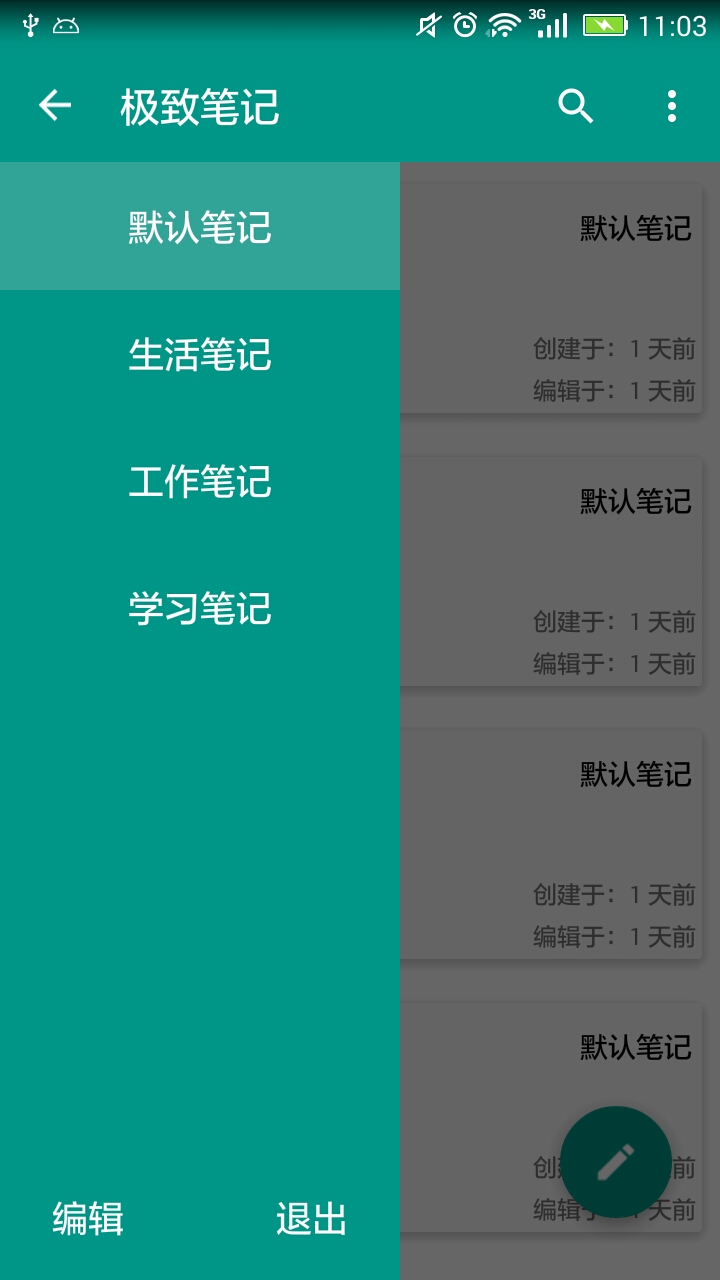 3G 11:03
极致笔记
默认笔记
生活笔记
工作笔记
学习笔记
编辑 退出
默认笔记
创建于：1 天前
编辑于：1 天前
默认笔记
创建于：1 天前
编辑于：1 天前
默认笔记
创建于：1 天前
编辑于：1 天前
默认笔记
创 前
编辑于 天前